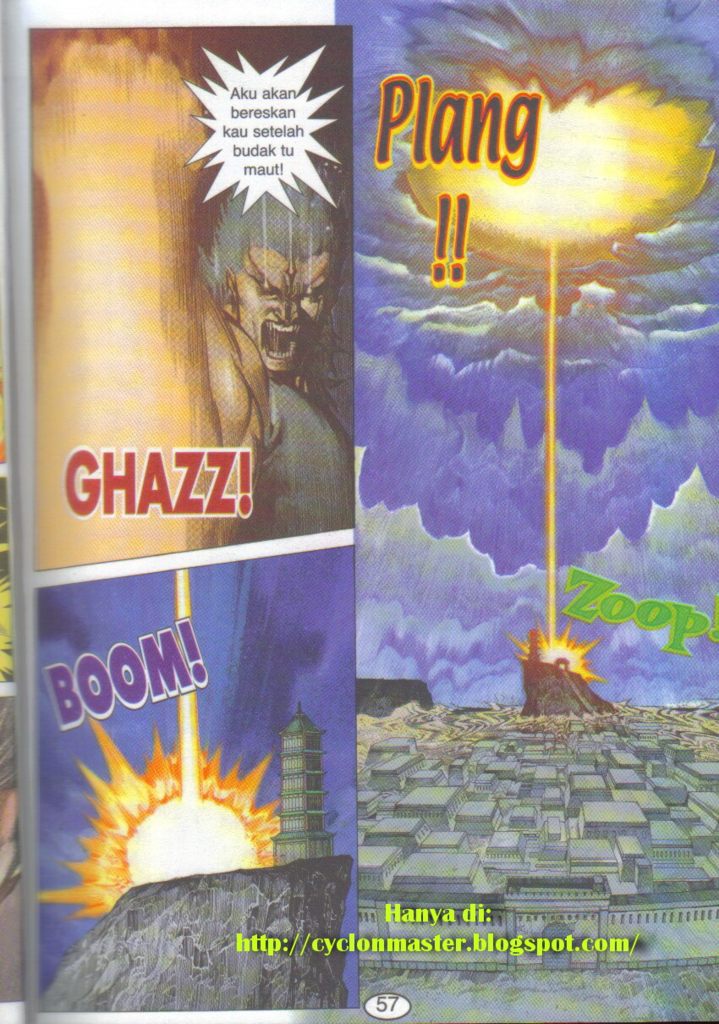 Aku akan
bereskan
kau setelah
budak tu
maut!
GHAZZ!
BOOM!
Plang
!!
Zoop!
Hanya di:
http://cyclonmaster.blogspot.com/
57